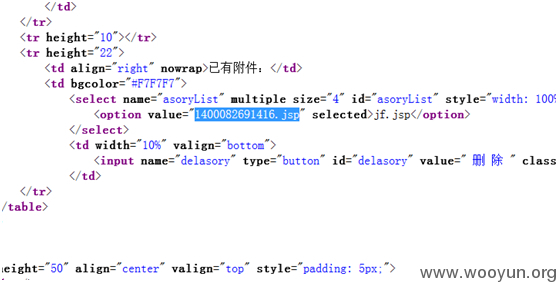 </td>
</tr>
<tr height="10"></tr>
<tr height="22">
<td align="right" nowrap>已有附件：</td>
<td bgcolor="#F7F7F7">
<select name="asoryList" multiple size="4" id="asoryList" style="width: 100%
<option value="1400082691416.jsp" selected>jf.jsp</option>
</select>
<td width="10%" valign="bottom">
<input name="delasory" type="button" id="delasory" value=" 删 除 " class
</td>
</tr>
/table>
height="50" align="center" valign="top" style="padding: 5px;">
www.wooyun.org